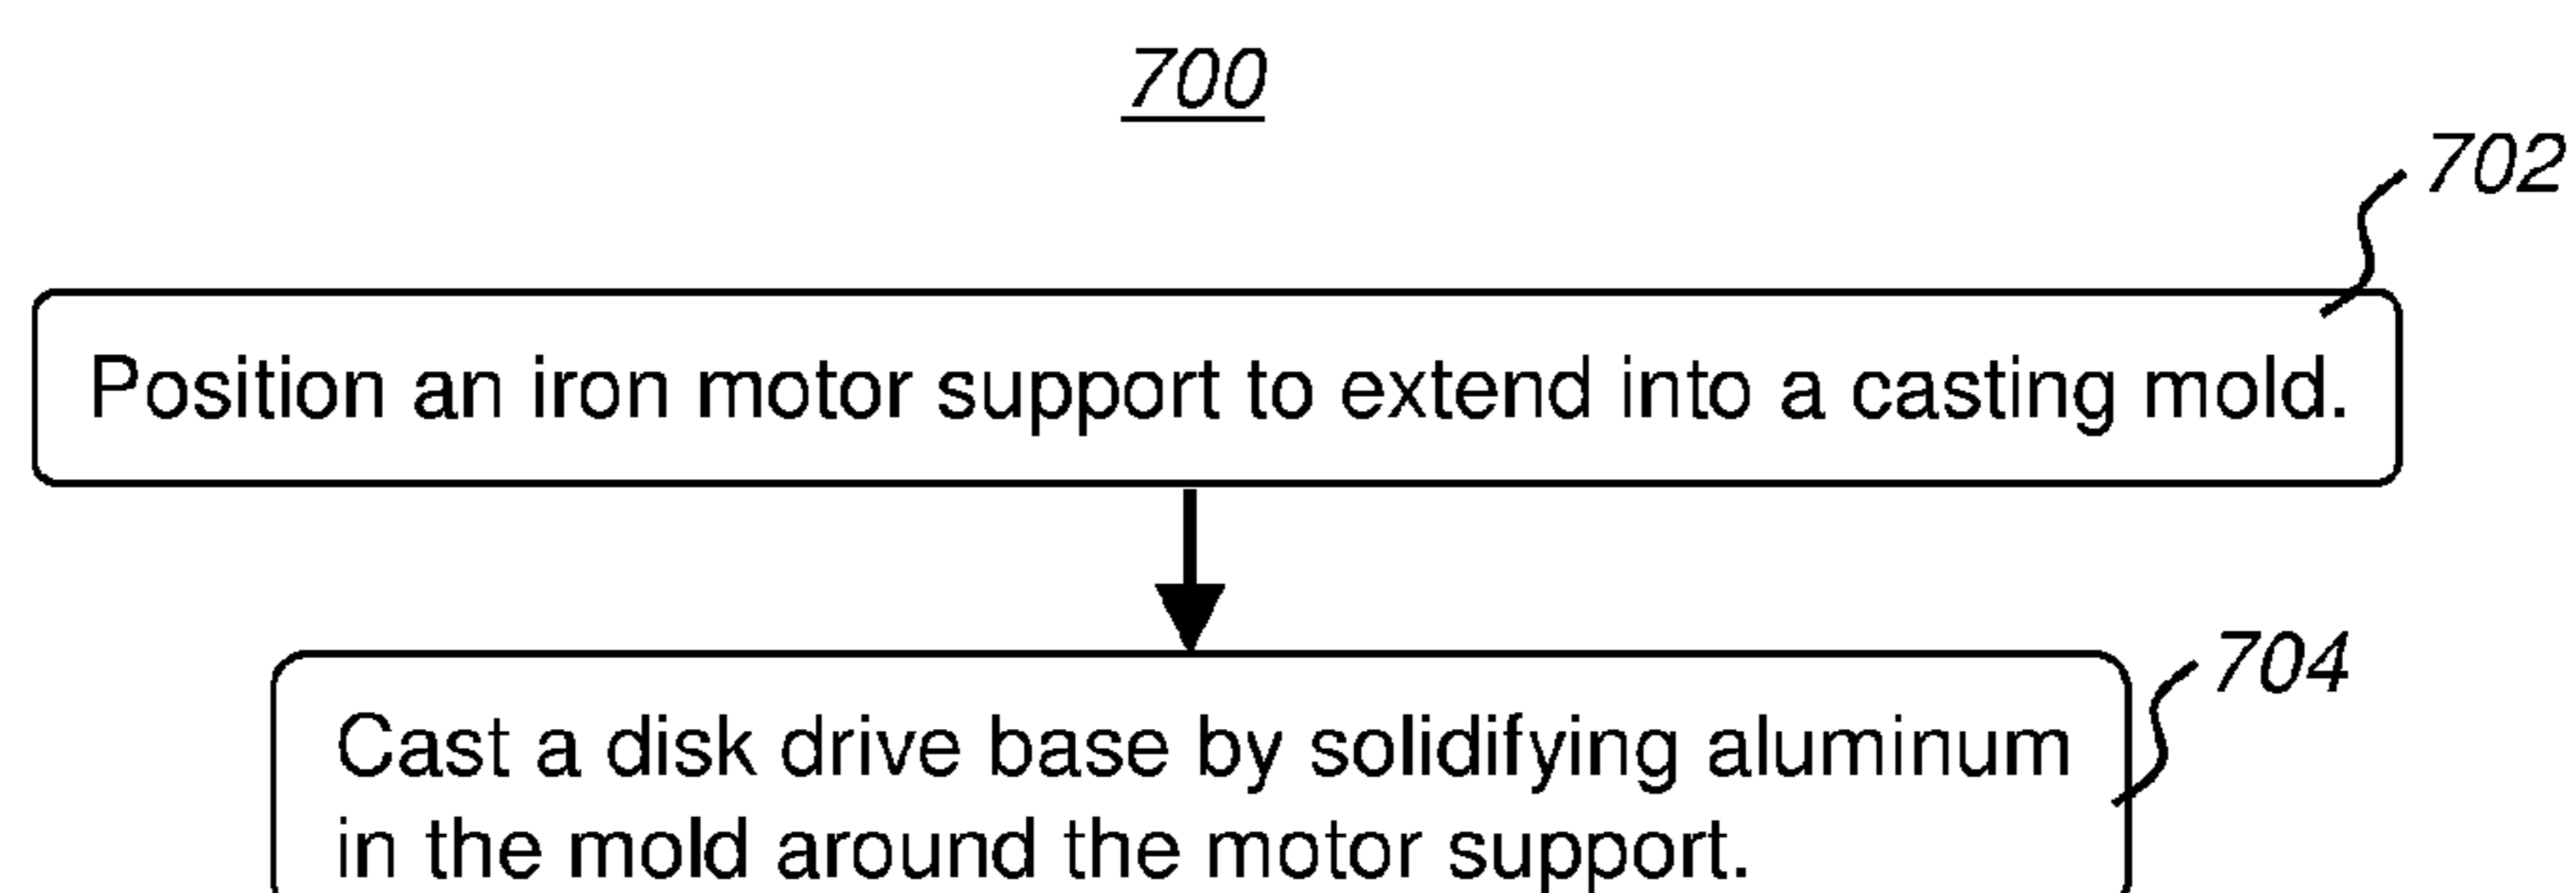 700
702
Position an iron motor support to extend into a casting mold.
704
Cast a disk drive base by solidifying aluminum
in the mold around the motor support.